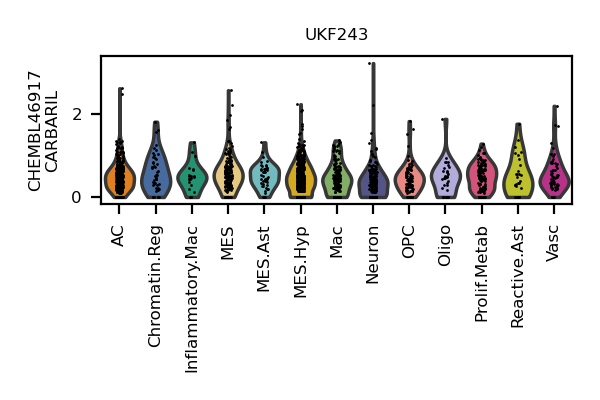 UKF243
CHEMBL46917
CARBARIL
2
0
AC
Chromatin.Reg
Inflammatory.Mac
MES
MES.Ast
MES.Hyp
Mac
Neuron
OPC
Oligo
Prolif.Metab
Reactive.Ast
Vasc